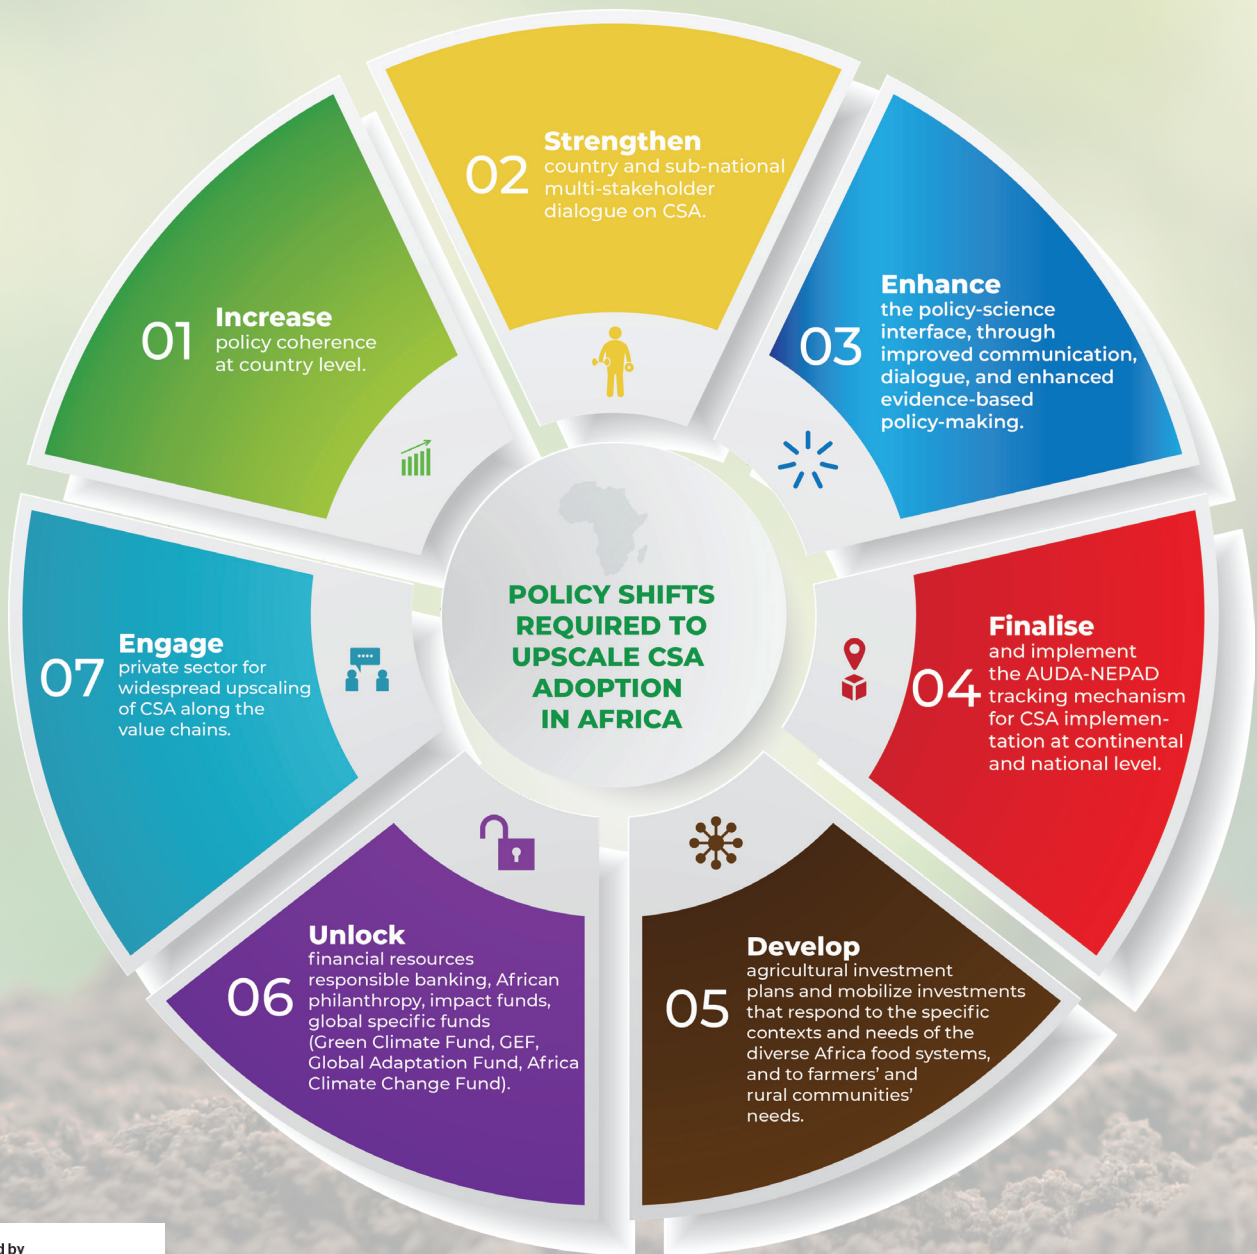 POLICY SHIFTS
REQUIRED TO
UPSCALE CSA
ADOPTION
IN AFRICA
01
Increase
policy coherence
at country level.
02
Strengthen
country and sub-national
multi-stakeholder
dialogue on CSA.
03
Enhance
the policy-science
interface, through
improved communication,
dialogue, and enhanced
evidence-based
policy-making.
04
Finalise
and implement
the AUDA-NEPAD
tracking mechanism
for CSA implemen-
tation at continental
and national level.
05
Develop
agricultural investment
plans and mobilize investments
that respond to the specific
contexts and needs of the
diverse Africa food systems,
and to farmers' and
rural communities'
needs.
06
Unlock
financial resources
responsible banking, African
philanthropy, impact funds,
global specific funds
(Green Climate Fund, GEF,
Global Adaptation Fund, Africa
Climate Change Fund).
07
Engage
private sector for
widespread upscaling
of CSA along the
value chains.
by